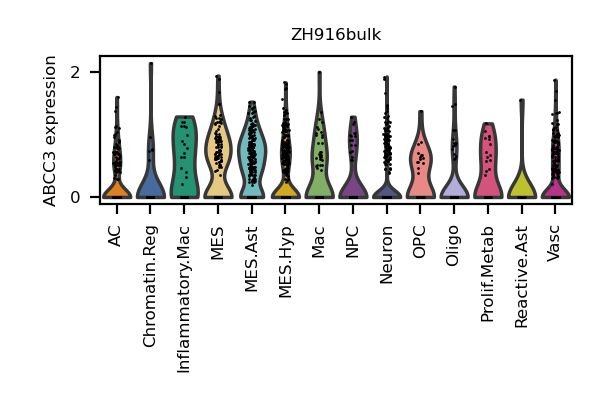 ZH916bulk
ABCC3 expression
2
0
AC
Chromatin.Reg
Inflammatory.Mac
MES
MES.Ast
MES.Hyp
Mac
NPC
Neuron
OPC
Oligo
Prolif.Metab
Reactive.Ast
Vasc